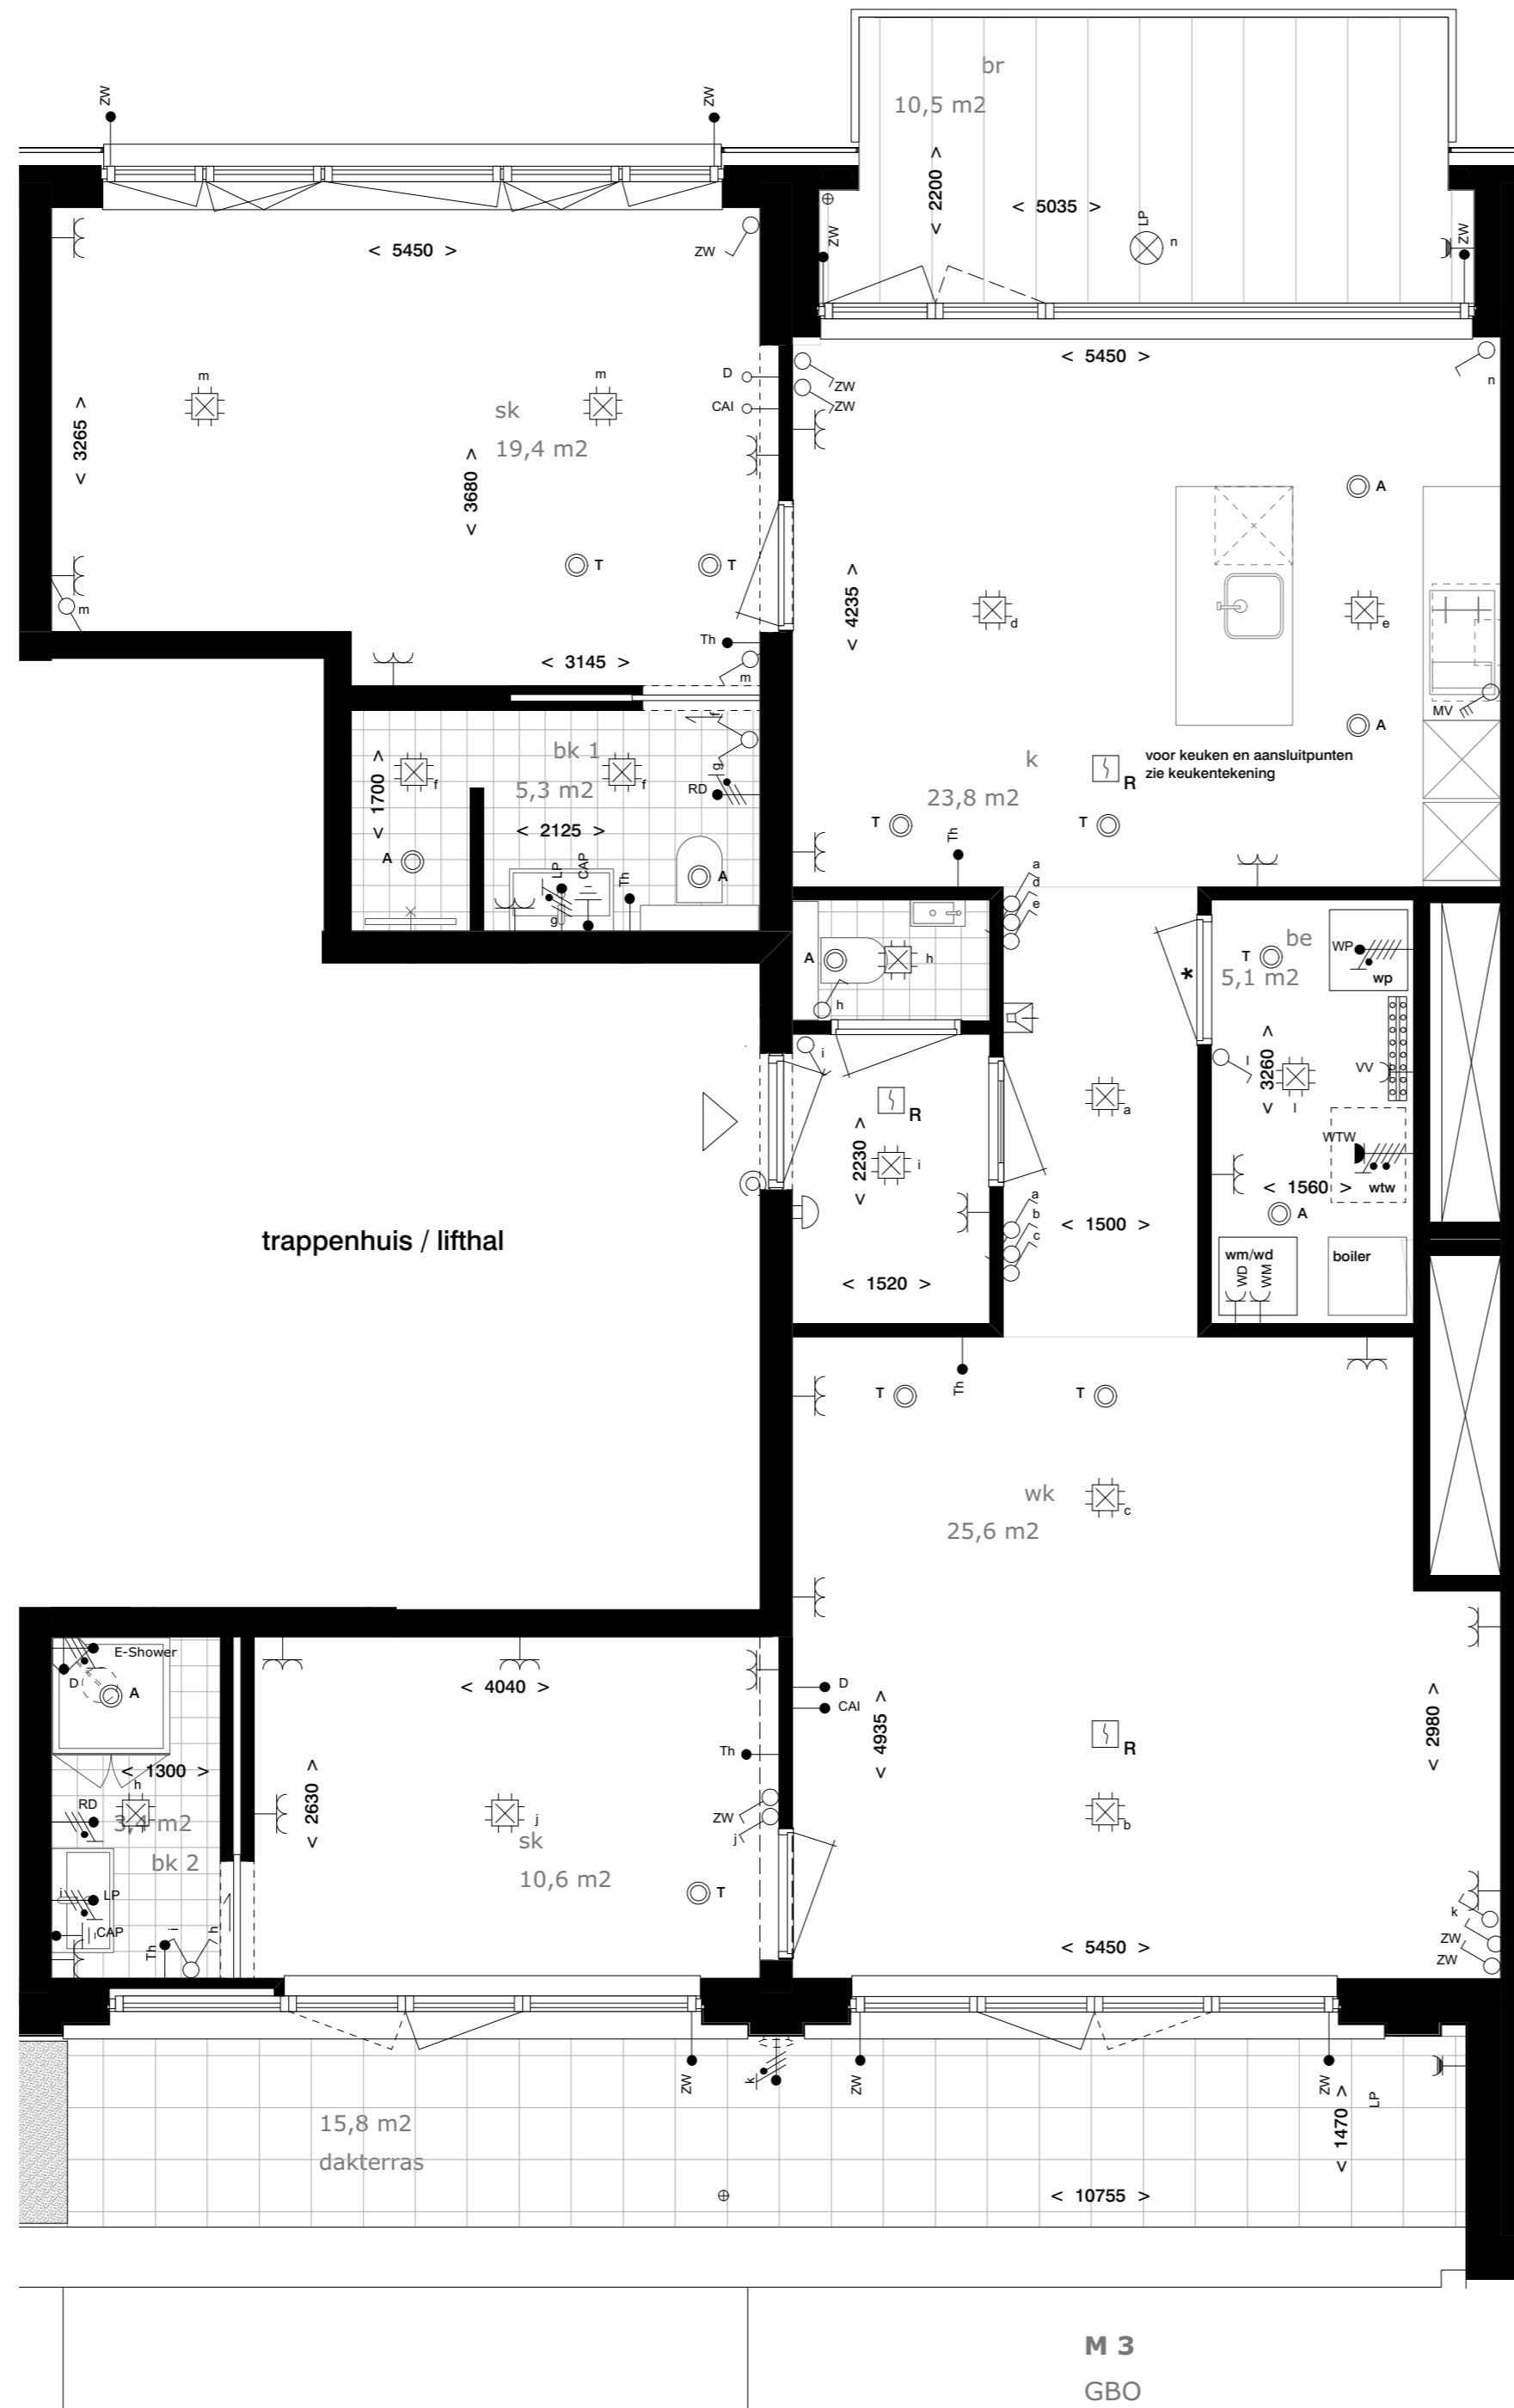 br
10,5 m2
ZW
ZW
< 2200 >
< 5035 >
LP
n
ZW
ZW
< 5450 >
ZW
< 5450 >
n
D
CAI
ZW
ZW
m
m
sk
19,4 m2
< 3265 >
< 3680 >
A
T
T
< 4235 >
d
e
m
Th
< 3145 >
m
MV
A
f
bk 1
5,3 m2
< 1700 >
f
f
g
RD
k
23,8 m2
R
voor keuken en aansluitpunten
zie keukentekening
< 2125 >
T
T
Th
A
LP
CAP
Th
A
g
a
d
e
A
h
h
T
be
5,1 m2
WP
wp
*
i
R
l
l
< 3260 >
VV
a
< 2230 >
i
WTW
wtw
< 1560 >
A
trappenhuis / lifthal
a
b
c
< 1500 >
< 1520 >
wm/wd
WD
WM
boiler
Th
T
T
wk
25,6 m2
c
E-Shower
D
A
< 4040 >
D
CAI
< 4935 >
< 2980 >
R
Th
< 1300 >
h
RD
3,4 m2
bk 2
< 2630 >
j
sk
10,6 m2
ZW
j
b
T
i
LP
CAP
Th
i
h
k
ZW
ZW
< 5450 >
ZW
k
ZW
ZW
< 1470 >
LP
15,8 m2
dakterras
< 10755 >
M 3
GBO